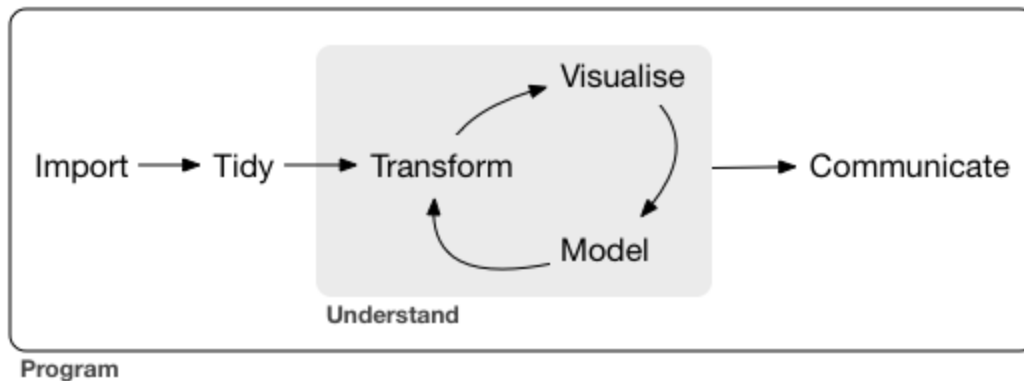 Visualise
Import
Tidy
Transform
Communicate
Model
Understand
Program